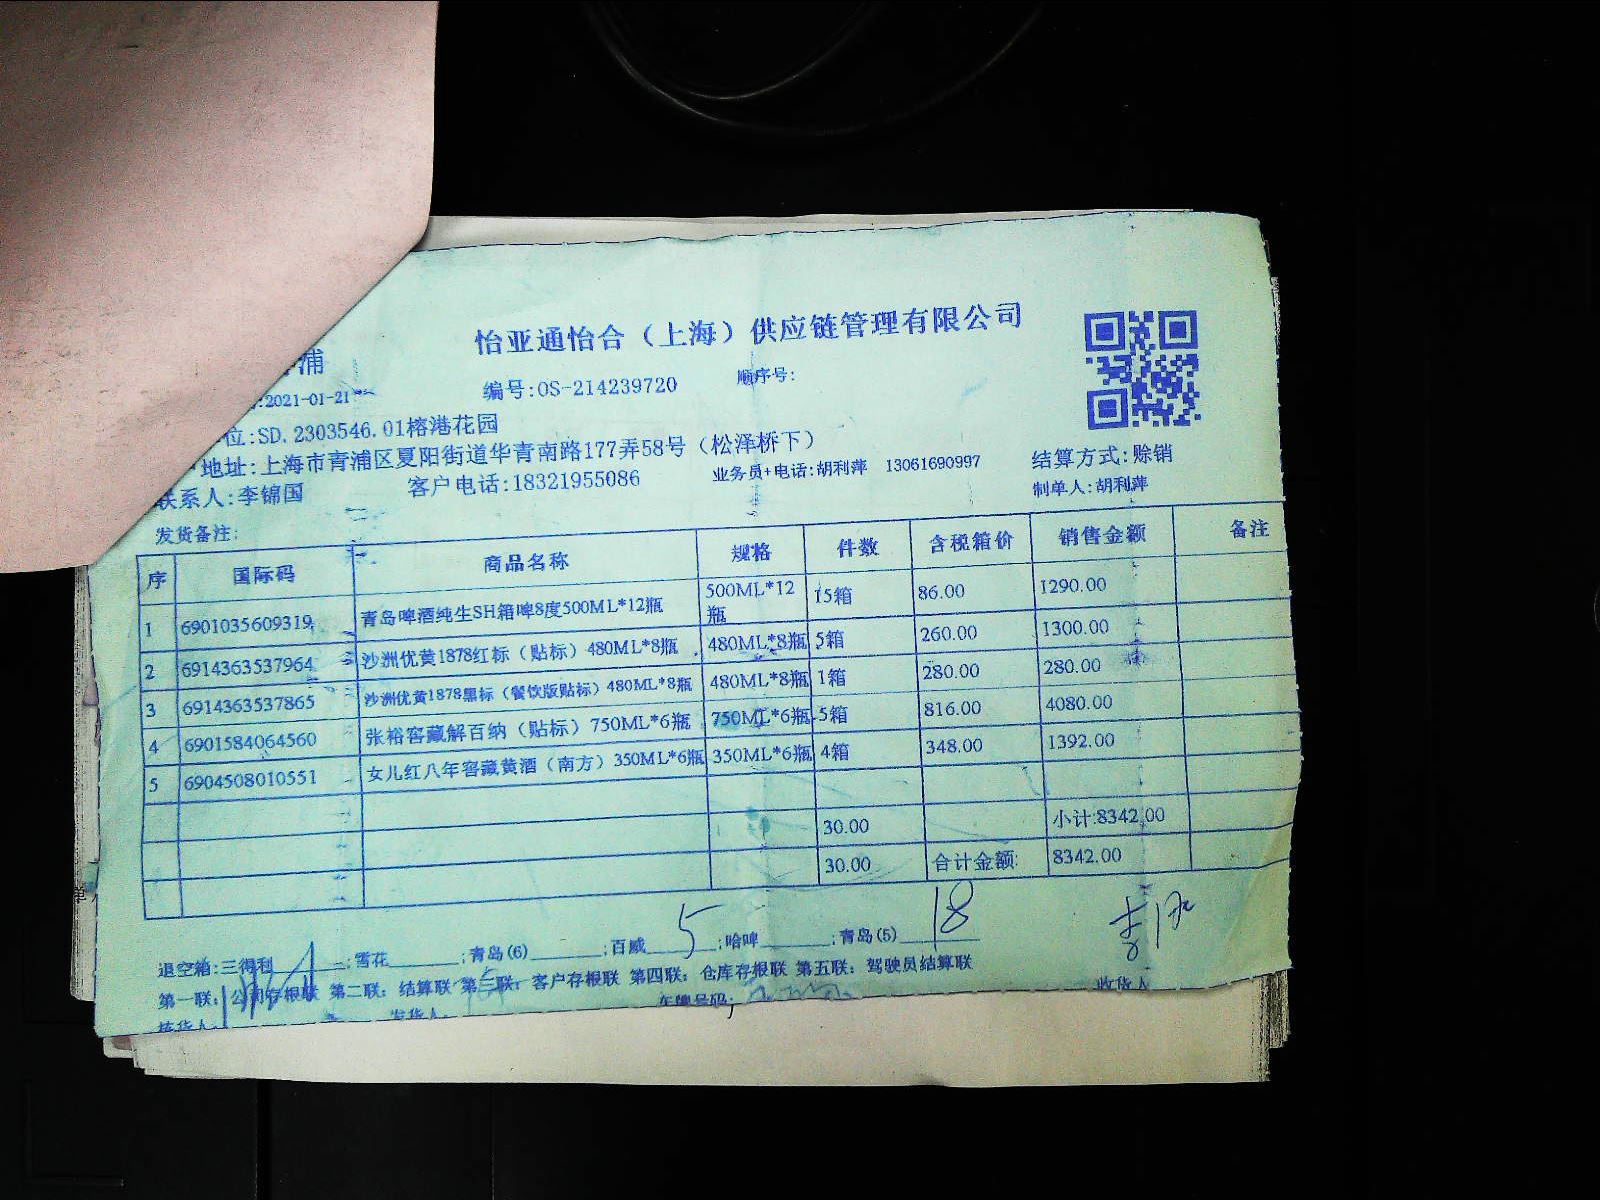 怡亚通怡合（上海）供应链管理有限公司
浦
编号:OS-214239720 顺序号:
:2021-01-21
位:SD.2303546.01榕港花园
地址:上海市青浦区夏阳街道华青南路177弄58号（松泽桥下）
联系人:李锦国 客户电话:18321955086 业务员+电话:胡利萍 13061690997 结算方式:赊销
制单人:胡利萍
发货备注:
序 国际码 商品名称 规格 件数 含税箱价 销售金额 备注
1 6901035609319 青岛啤酒纯生SH箱啤8度500ML*12瓶 500ML*12瓶 15箱 86.00 1290.00
2 6914363537964 沙洲优黄1878红标（贴标）480ML*8瓶 480ML*8瓶 5箱 260.00 1300.00
3 6914363537865 沙洲优黄1878黑标（餐饮版贴标）480ML*8瓶 480ML*8瓶 1箱 280.00 280.00
4 6901584064560 张裕窖藏解百纳（贴标）750ML*6瓶 750ML*6瓶 5箱 816.00 4080.00
5 6904508010551 女儿红八年窖藏黄酒（南方）350ML*6瓶 350ML*6瓶 4箱 348.00 1392.00
30.00 小计:8342.00
30.00 合计金额: 8342.00
退空箱:三得利____;雪花____;青岛(6)____;百威 5;哈啤____;青岛(5) 18
第一联: 公司存根联 第二联: 结算联 第三联: 客户存根联 第四联: 仓库存根联 第五联: 驾驶员结算联
发货人 车牌号码: 收货人